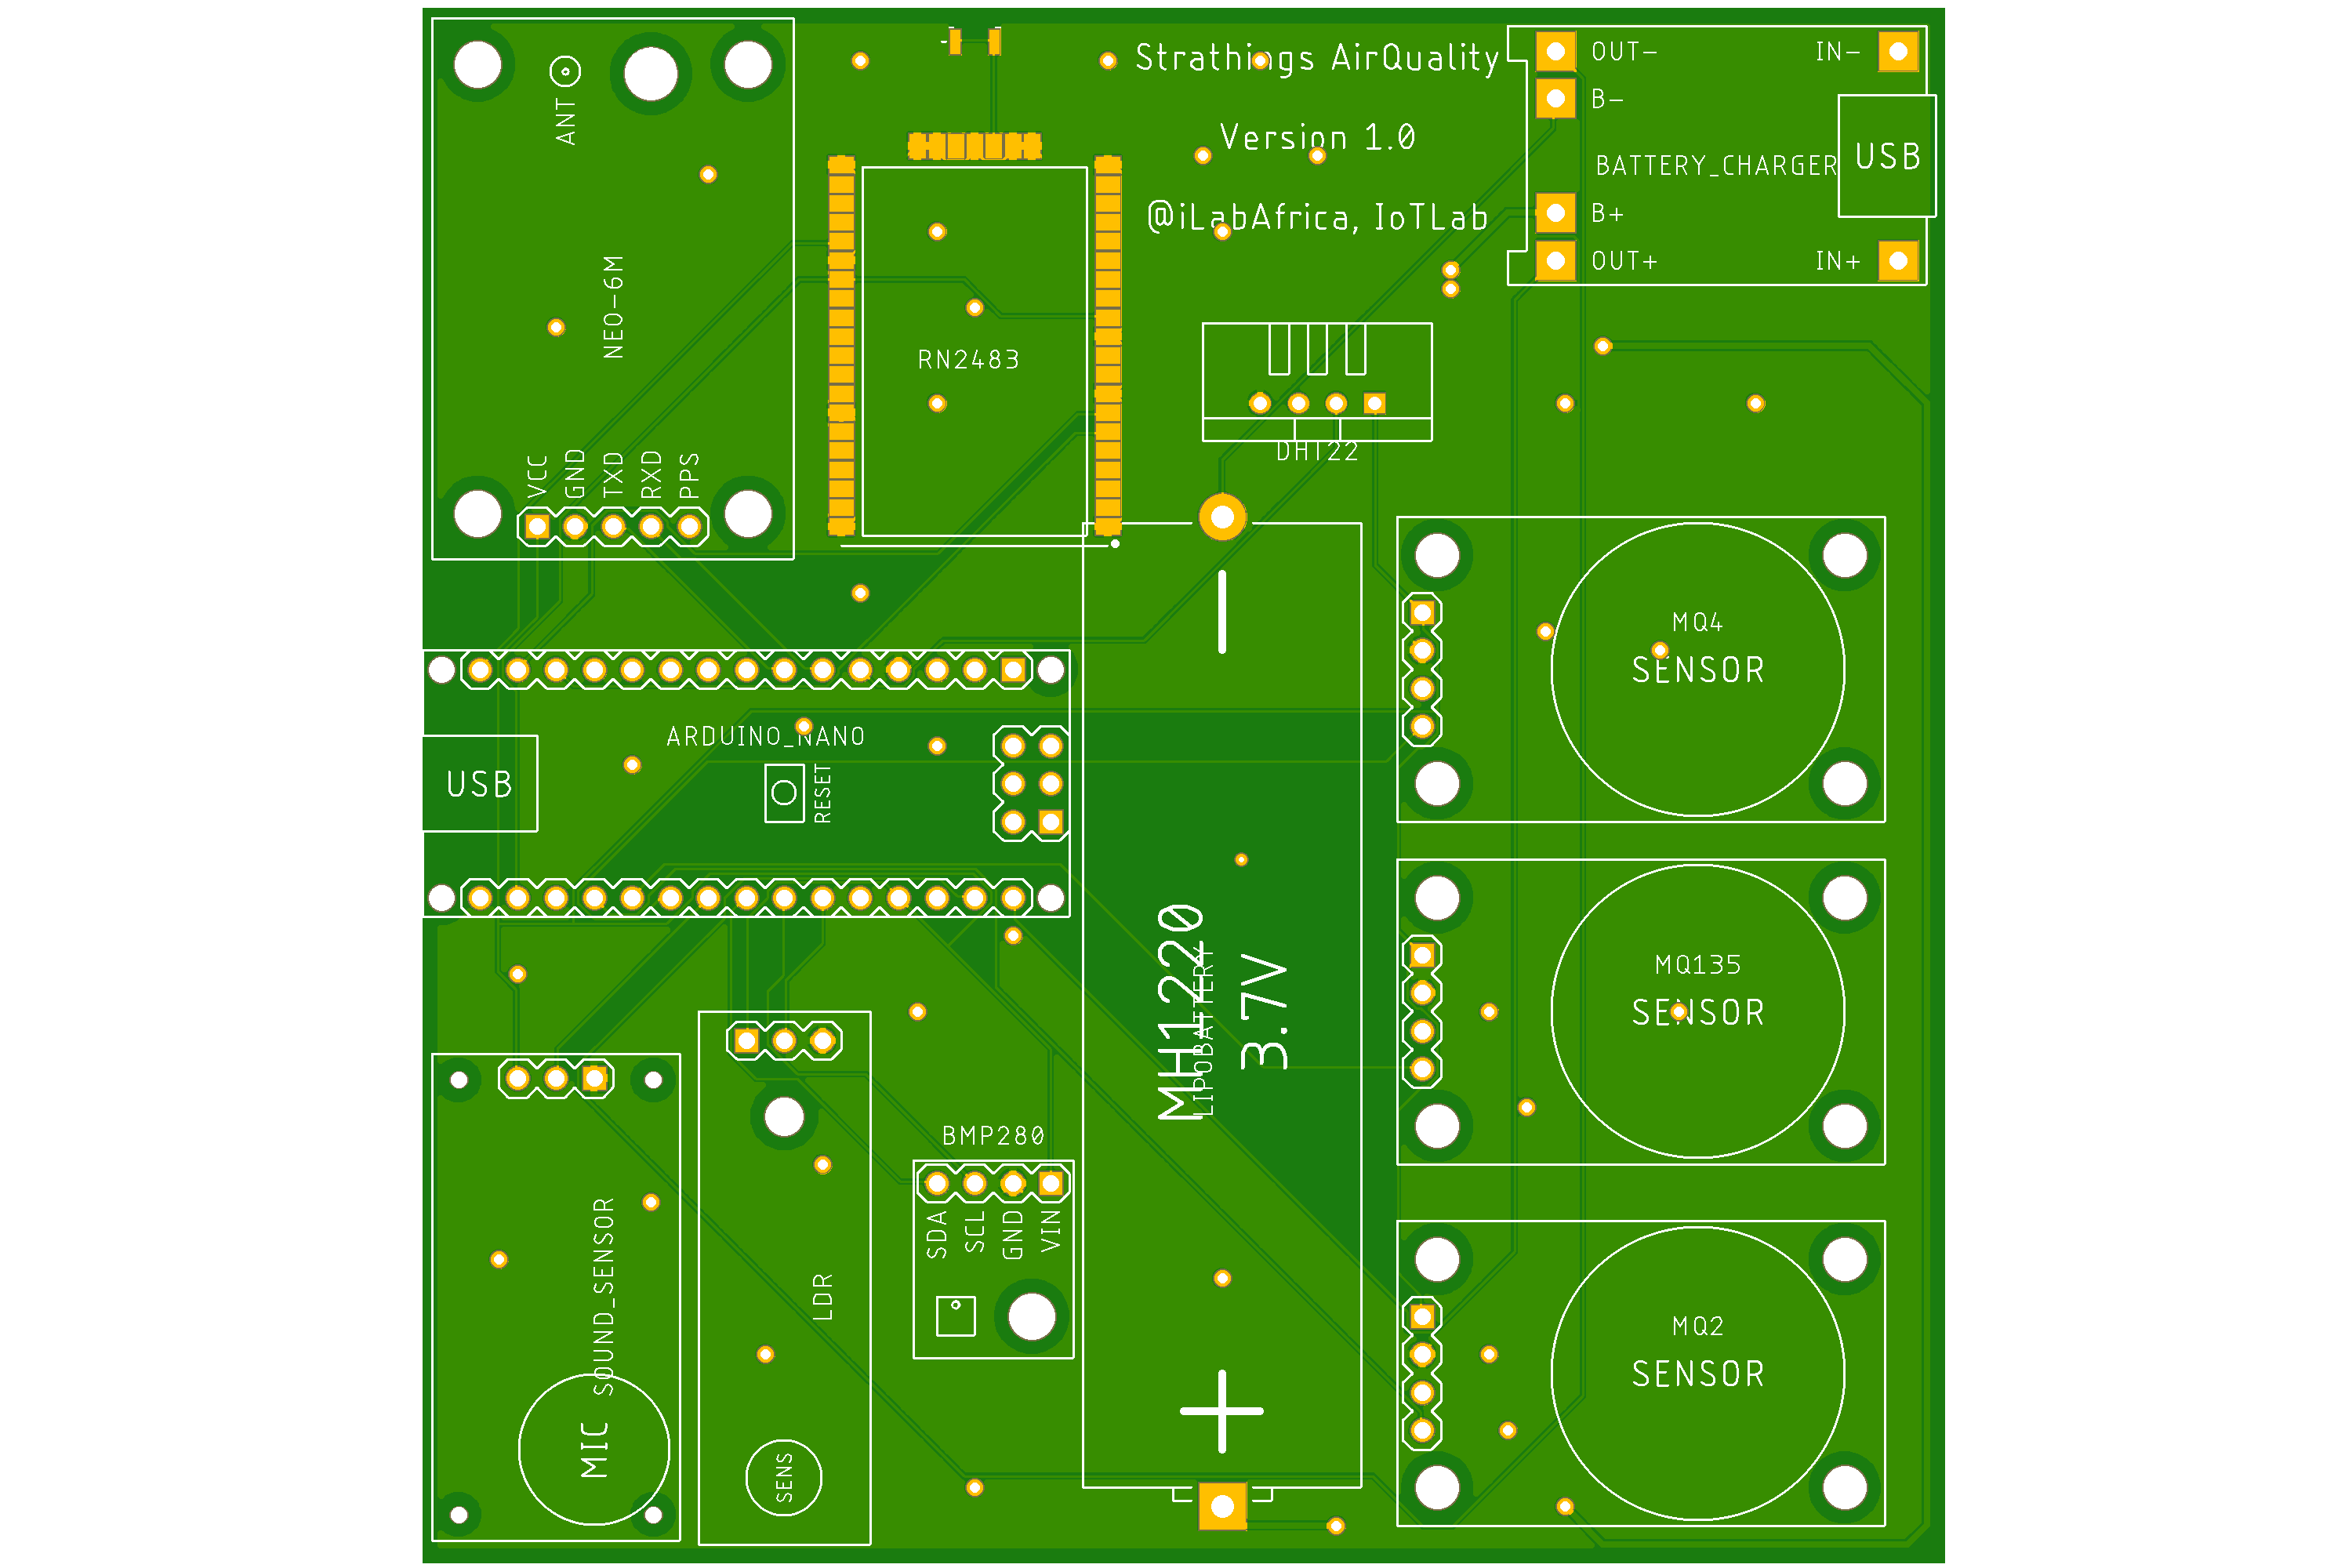 Strathings AirQuality
Version 1.0
@iLabAfrica, IoTLab
OUT-
IN-
B-
BATTERY_CHARGER
USB
B+
OUT+
IN+
ANT
NEO-6M
VCC
GND
TXD
RXD
PPS
RN2483
DHT22
MQ4
SENSOR
ARDUINO_NANO
USB
RESET
MH1220
LIPOBATTERY
3.7V
MQ135
SENSOR
BMP280
SDA
SCL
GND
VIN
SOUND_SENSOR
MIC
LDR
SENS
MQ2
SENSOR